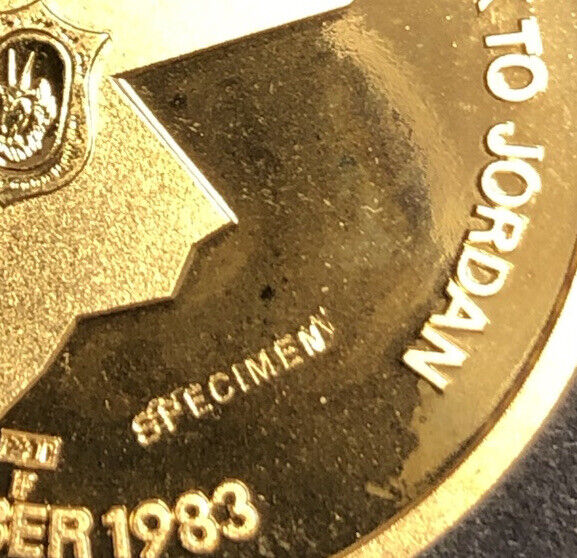 TO JORDAN
SPECIMEN
BER 1983